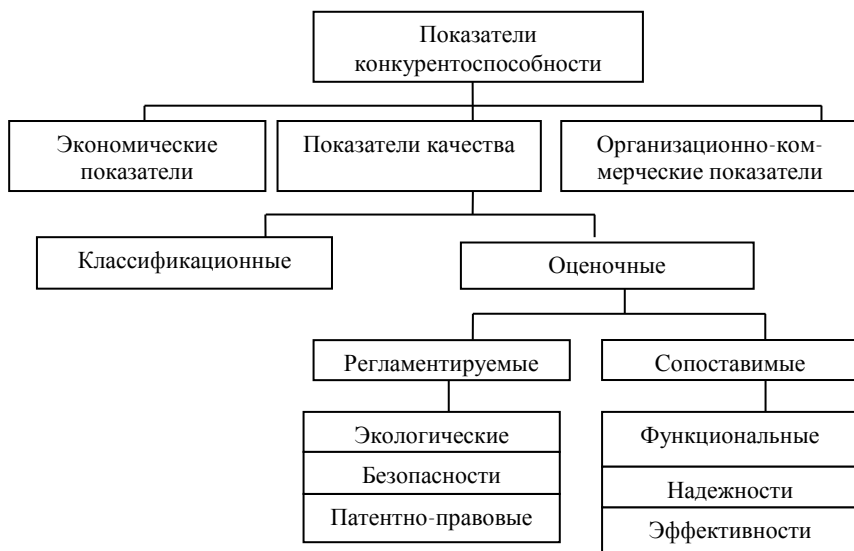 Показатели
конкурентоспособности
Экономические
показатели
Показатели качества
Организационно-ком-
мерческие показатели
Классификационные
Оценочные
Регламентируемые
Сопоставимые
Экологические
Безопасности
Патентно-правовые
Функциональные
Надежности
Эффективности